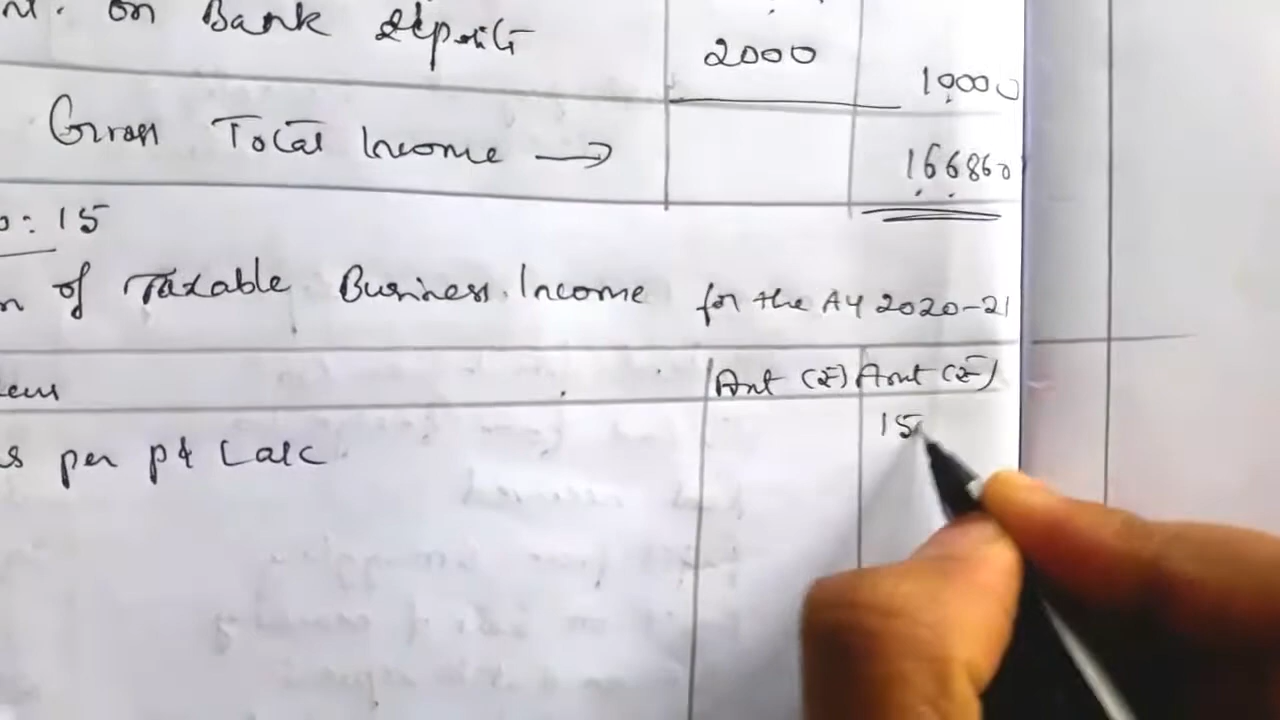 on Bank deposits 2000 10000
Gross Total Income → 166860
: 15
of Taxable Business Income for the AY 2020-21
Amt (₹) Amt (₹)
per p& L a/c 15